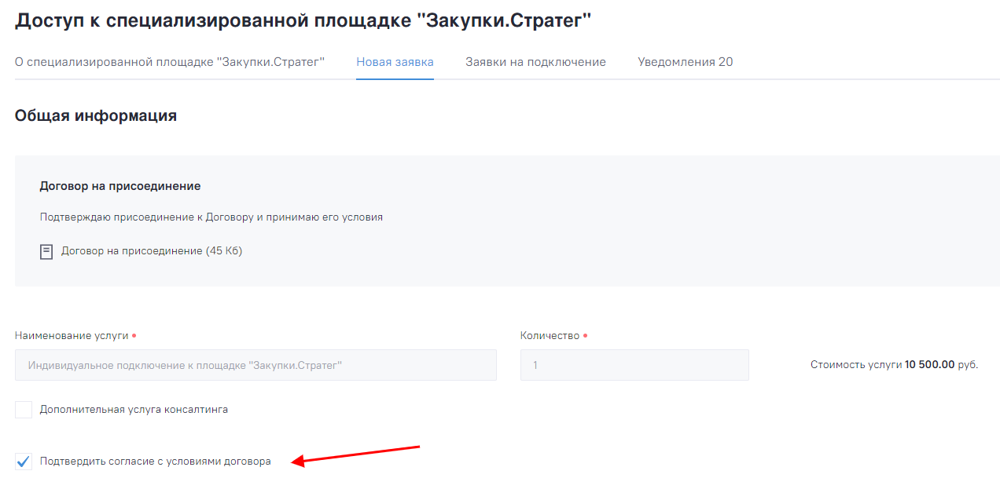 Доступ к специализированной площадке "Закупки.Стратег"
О специализированной площадке "Закупки.Стратег" Новая заявка Заявки на подключение Уведомления 20
Общая информация
Договор на присоединение
Подтверждаю присоединение к Договору и принимаю его условия
Договор на присоединение (45 Кб)
Наименование услуги Количество
Индивидуальное подключение к площадке "Закупки.Стратег" 1 Стоимость услуги 10 500.00 руб.
Дополнительная услуга консалтинга
Подтвердить согласие с условиями договора